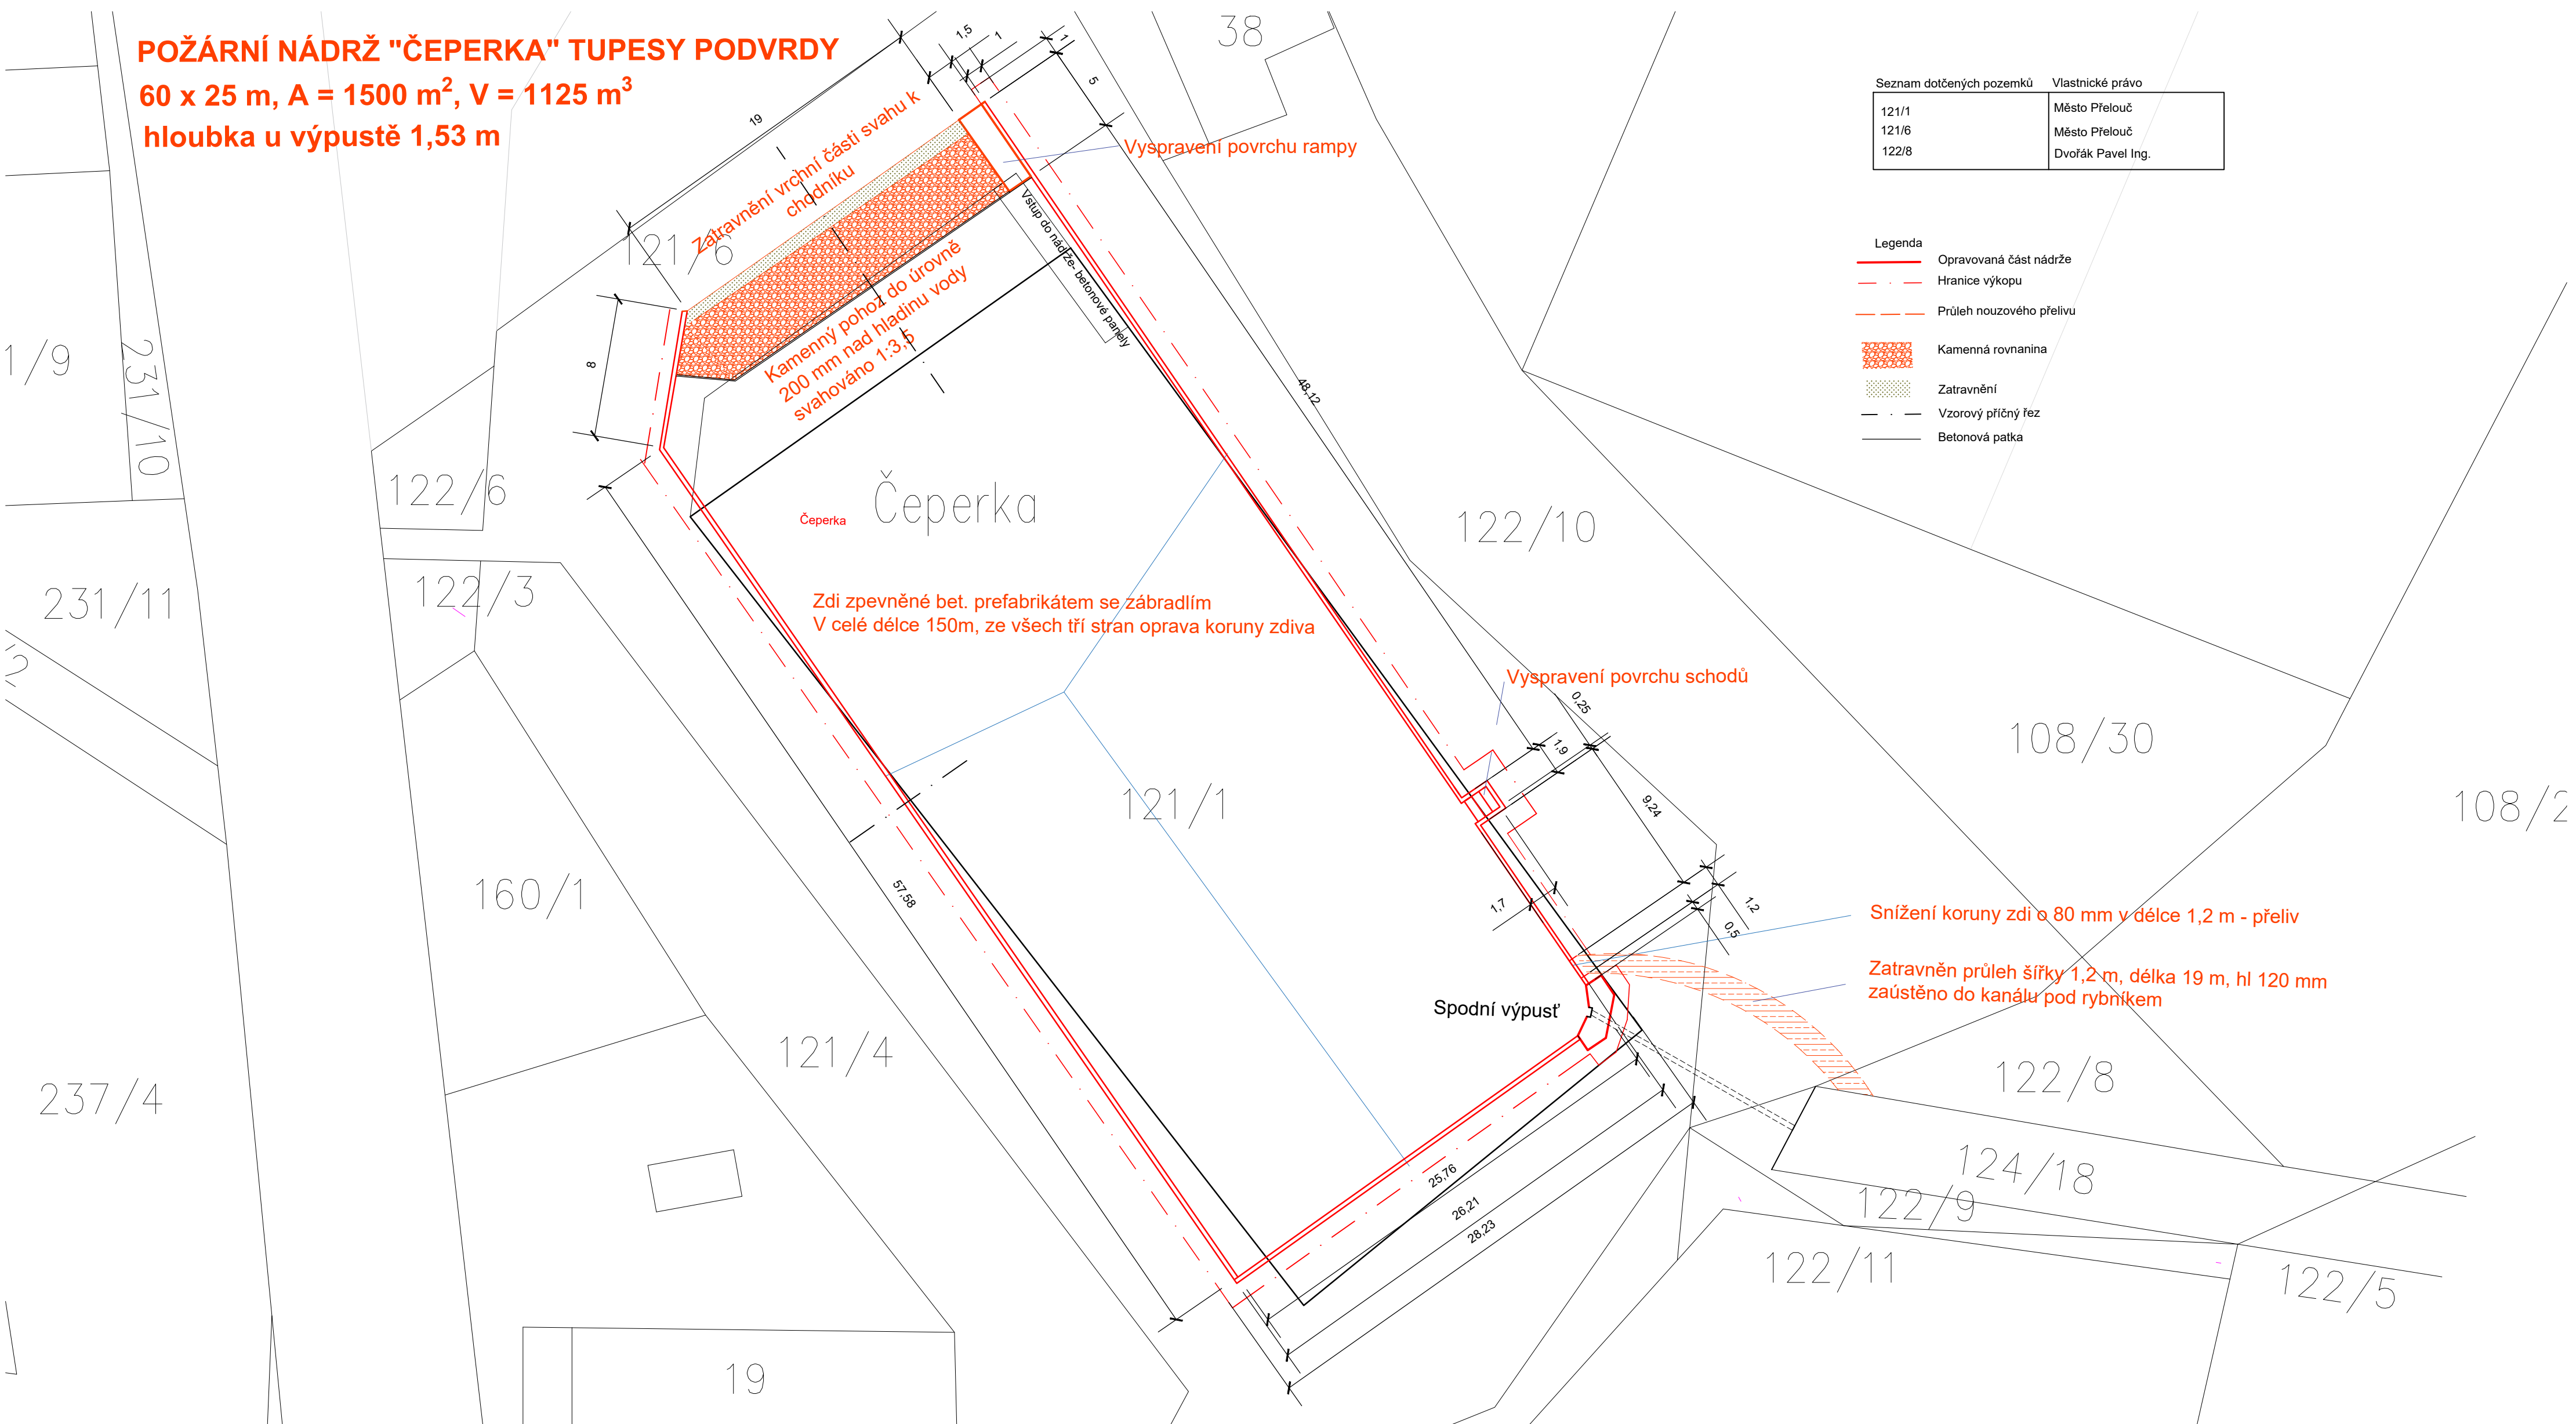 POŽÁRNÍ NÁDRŽ "ČEPERKA" TUPESY PODVRDY
60 x 25 m, A = 1500 m², V = 1125 m³
hloubka u výpustě 1,53 m
Seznam dotčených pozemků Vlastnické právo
121/1 Město Přelouč
121/6 Město Přelouč
122/8 Dvořák Pavel Ing.
Legenda
Opravovaná část nádrže
Hranice výkopu
Průleh nouzového přelivu
Kamenná rovnanina
Zatravnění
Vzorový příčný řez
Betonová patka
38
1,5
1
1
5
19
Vyspravení povrchu rampy
Zatravnění vrchní části svahu k
chodníku
121/6
Vstup do nádrže- betonové panely
Kamenný pohoz do úrovně
200 mm nad hladinu vody
svahováno 1:3,5
8
1/9
231/10
48,12
122/6
Čeperka
Čeperka
122/10
231/11
122/3
Zdi zpevněné bet. prefabrikátem se zábradlím
V celé délce 150m, ze všech tří stran oprava koruny zdiva
Vyspravení povrchu schodů
0,25
1,9
108/30
121/1
9,24
108/2
160/1
57,58
1,7
1,2
0,5
Snížení koruny zdi o 80 mm v délce 1,2 m - přeliv
Zatravněn průleh šířky 1,2 m, délka 19 m, hl 120 mm
zaústěno do kanálu pod rybníkem
Spodní výpusť
121/4
122/8
237/4
124/18
25,76
122/9
26,21
28,23
122/11
122/5
19